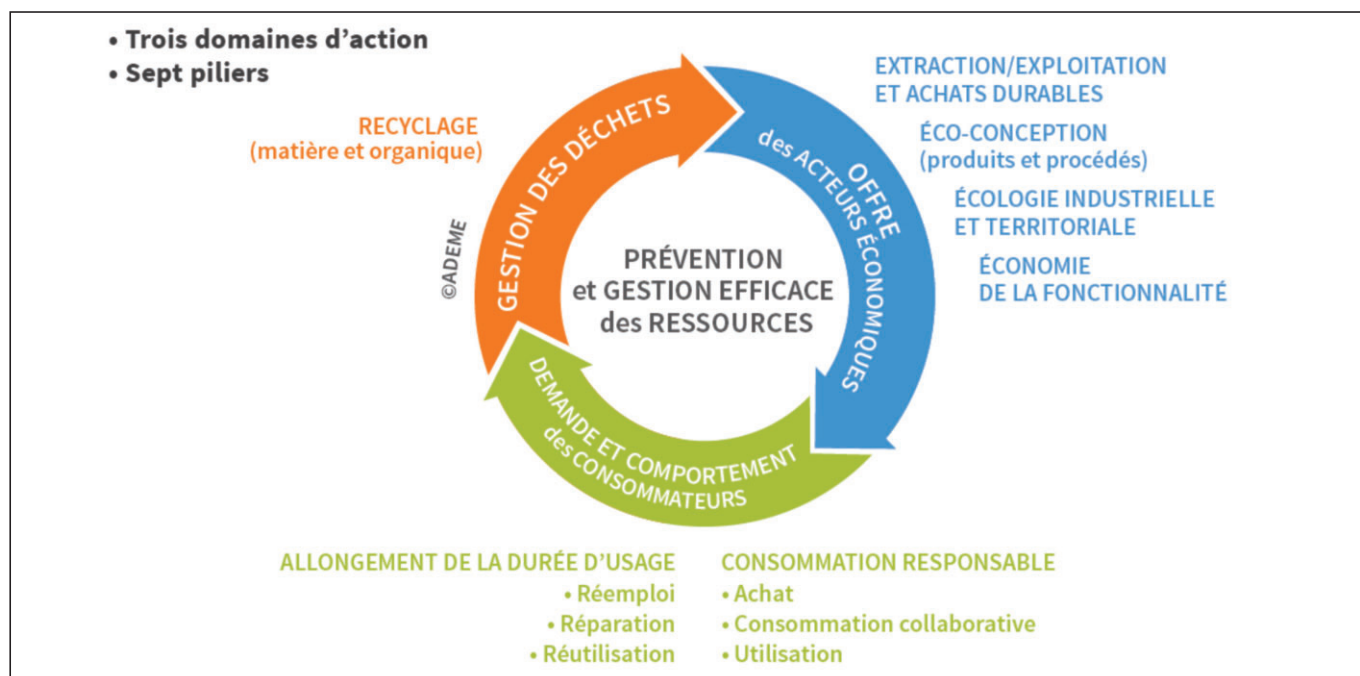 • Trois domaines d’action
• Sept piliers
RECYCLAGE
(matière et organique)
©ADEME
GESTION DES DÉCHETS
EXTRACTION/EXPLOITATION
ET ACHATS DURABLES
ÉCO-CONCEPTION
(produits et procédés)
ÉCOLOGIE INDUSTRIELLE
ET TERRITORIALE
ÉCONOMIE
DE LA FONCTIONNALITÉ
OFFRE
des ACTEURS ÉCONOMIQUES
PRÉVENTION
et GESTION EFFICACE
des RESSOURCES
DEMANDE ET COMPORTEMENT
des CONSOMMATEURS
ALLONGEMENT DE LA DURÉE D’USAGE
• Réemploi
• Réparation
• Réutilisation
CONSOMMATION RESPONSABLE
• Achat
• Consommation collaborative
• Utilisation